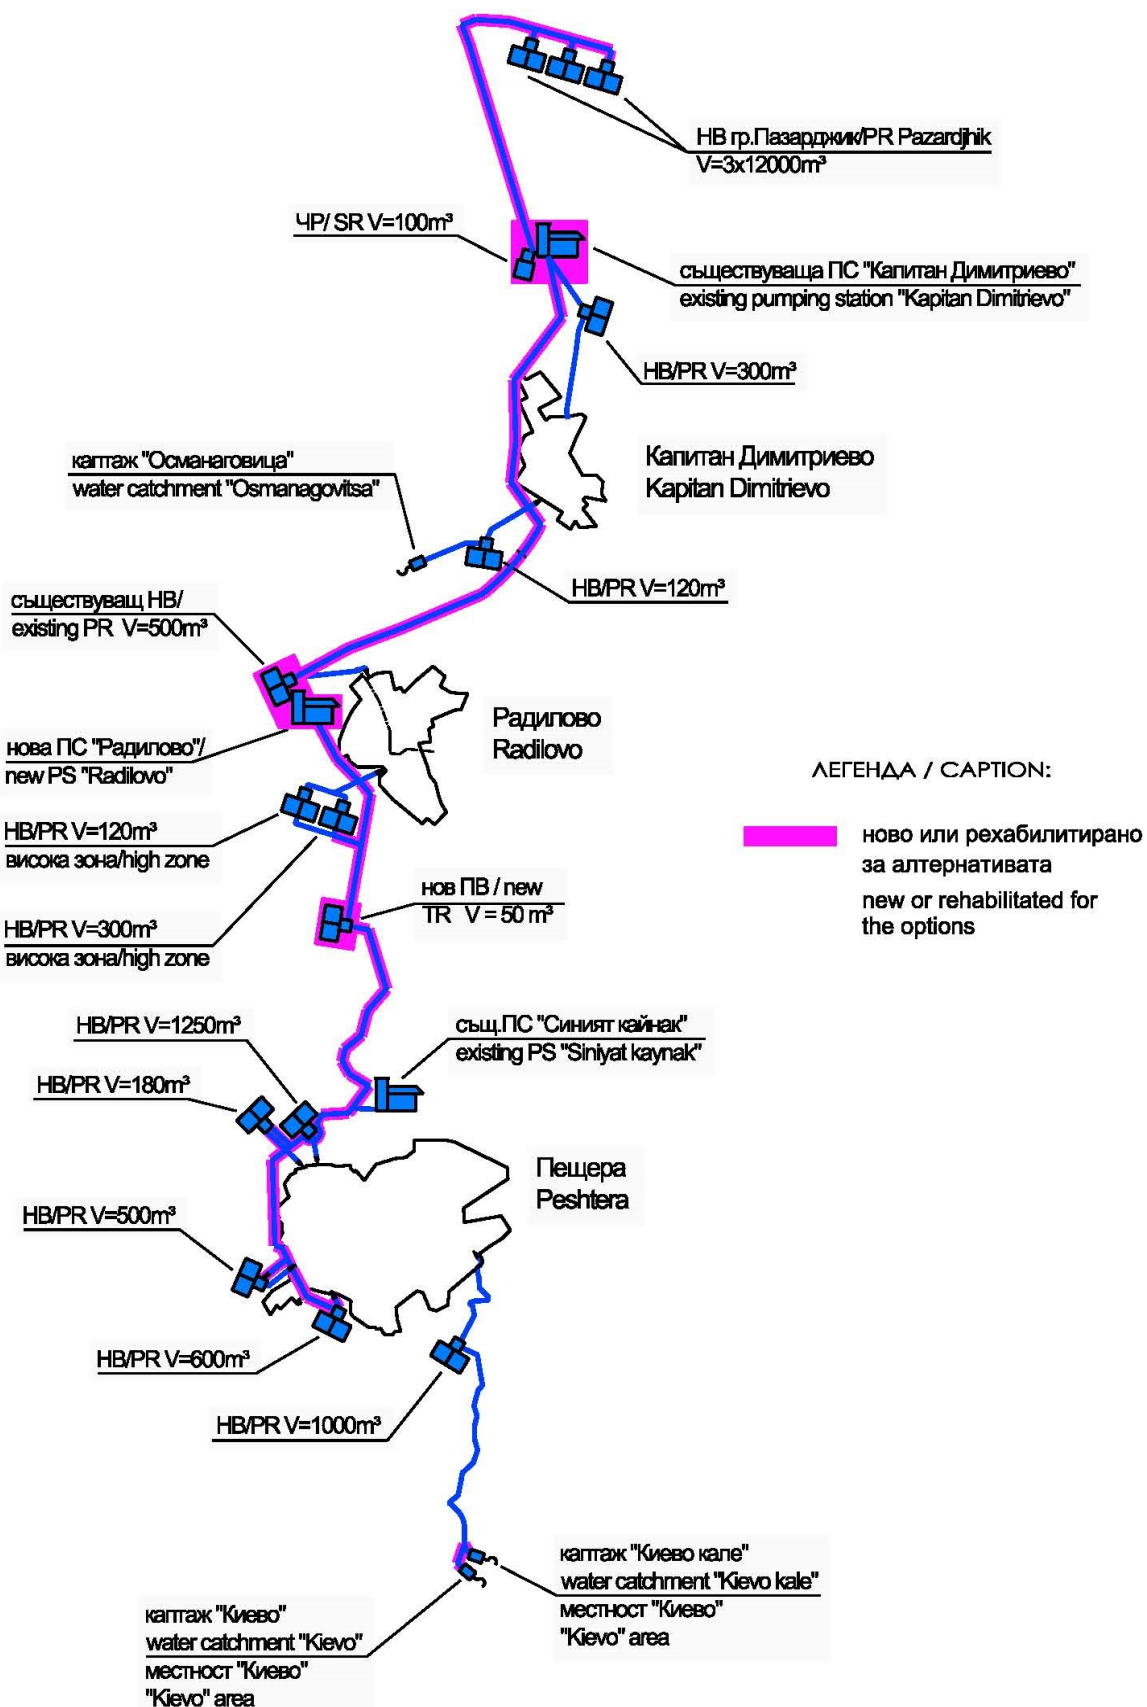 НВ гр.Пазарджик/PR Pazardjhik
V=3x12000m³
ЧР/ SR V=100m³
съществуваща ПС "Капитан Димитриево"
existing pumping station "Kapitan Dimitrievo"
НВ/PR V=300m³
каптаж "Османаговица"
water catchment "Osmanagovitsa"
Капитан Димитриево
Kapitan Dimitrievo
НВ/PR V=120m³
съществуващ НВ/
existing PR V=500m³
Радилово
Radilovo
нова ПС "Радилово"/
new PS "Radilovo"
ЛЕГЕНДА / CAPTION:
НВ/PR V=120m³
висока зона/high zone
ново или рехабилитирано
за алтернативата
new or rehabilitated for
the options
нов ПВ / new
TR V = 50 m³
НВ/PR V=300m³
висока зона/high zone
НВ/PR V=1250m³
същ.ПС "Синият кайнак"
existing PS "Siniyat kaynak"
НВ/PR V=180m³
Пещера
Peshtera
НВ/PR V=500m³
НВ/PR V=600m³
НВ/PR V=1000m³
каптаж "Киево кале"
water catchment "Kievo kale"
местност "Киево"
"Kievo" area
каптаж "Киево"
water catchment "Kievo"
местност "Киево"
"Kievo" area